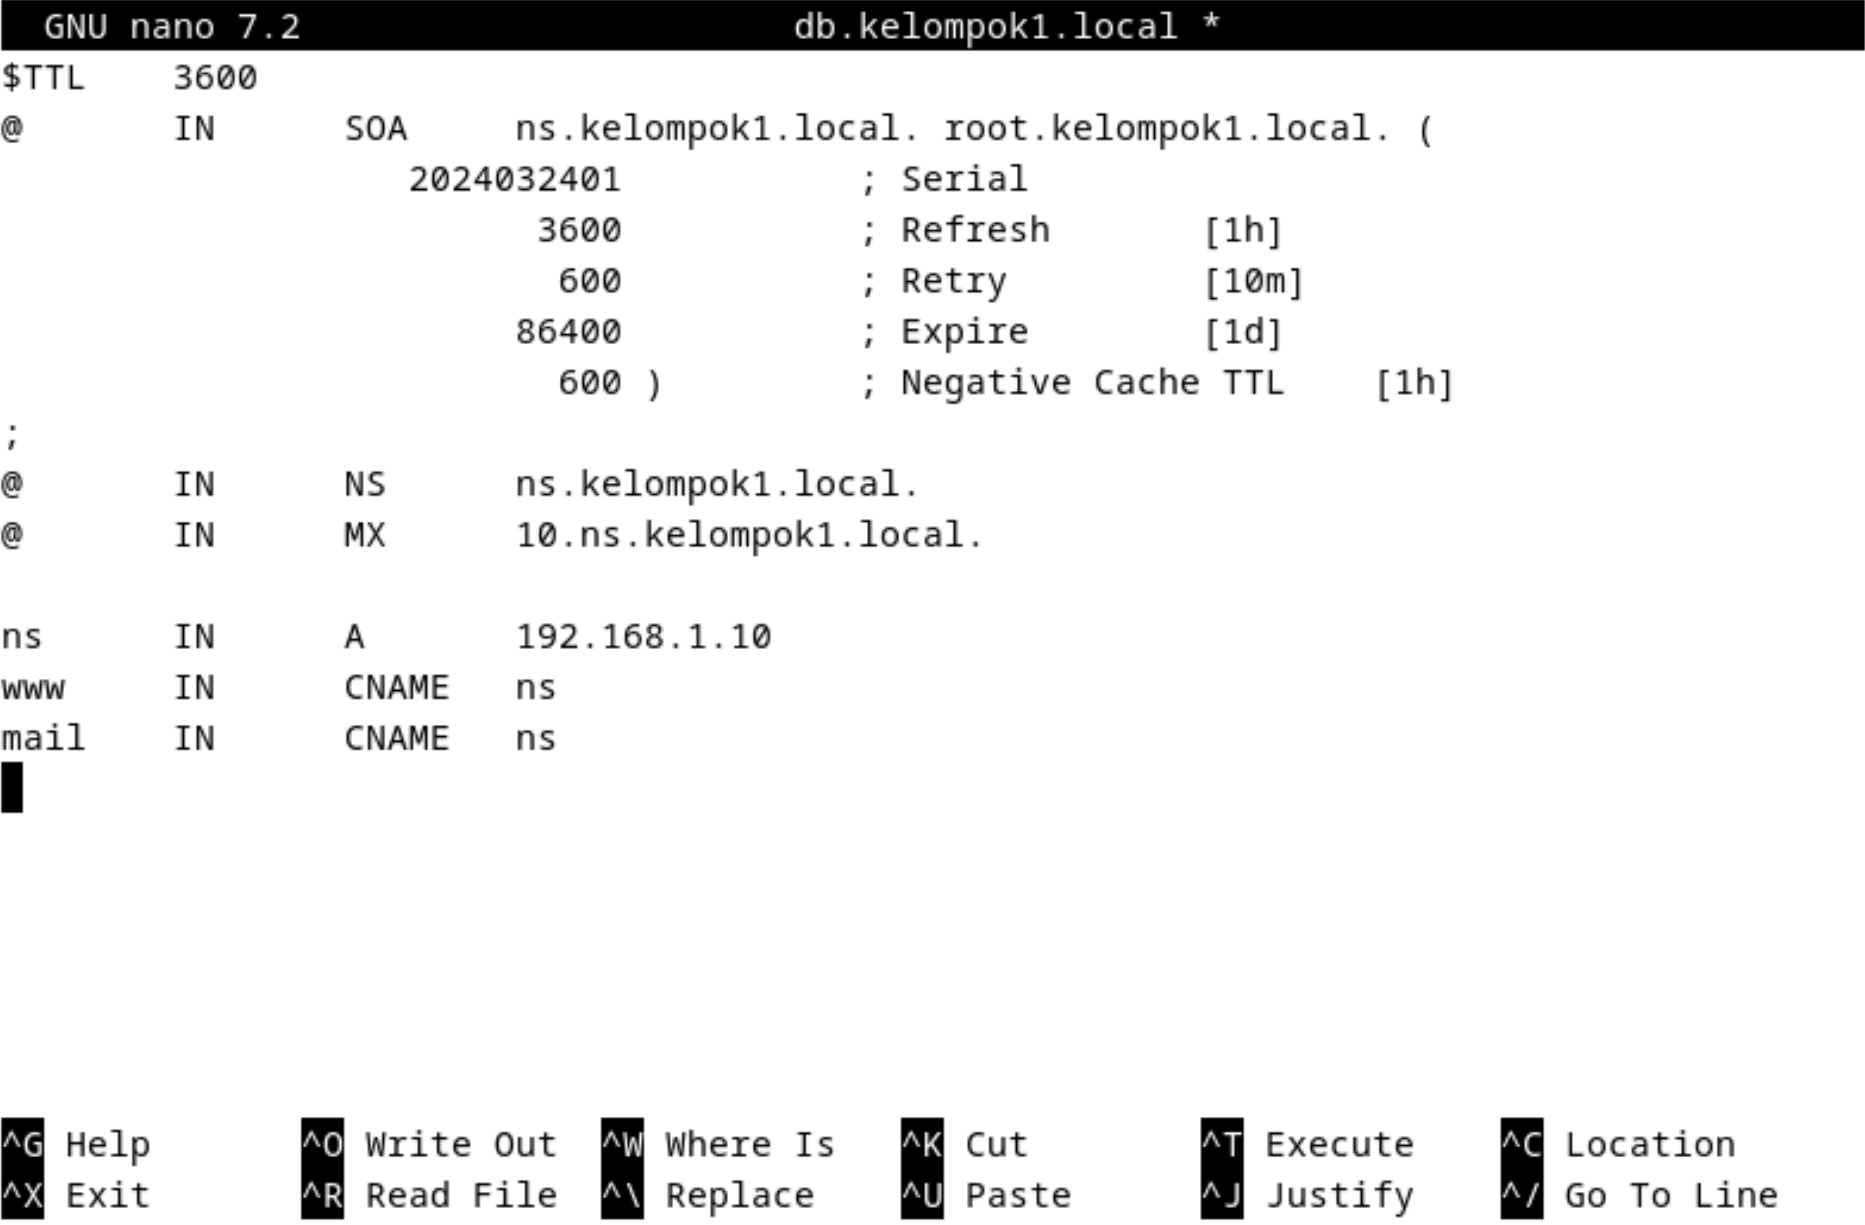 GNU nano 7.2 db.kelompok1.local *
$TTL 3600
@ IN SOA ns.kelompok1.local. root.kelompok1.local. (
2024032401 ; Serial
3600 ; Refresh [1h]
600 ; Retry [10m]
86400 ; Expire [1d]
600 ) ; Negative Cache TTL [1h]
;
@ IN NS ns.kelompok1.local.
@ IN MX 10.ns.kelompok1.local.
ns IN A 192.168.1.10
www IN CNAME ns
mail IN CNAME ns
^G Help ^O Write Out ^W Where Is ^K Cut ^T Execute ^C Location
^X Exit ^R Read File ^\ Replace ^U Paste ^J Justify ^/ Go To Line